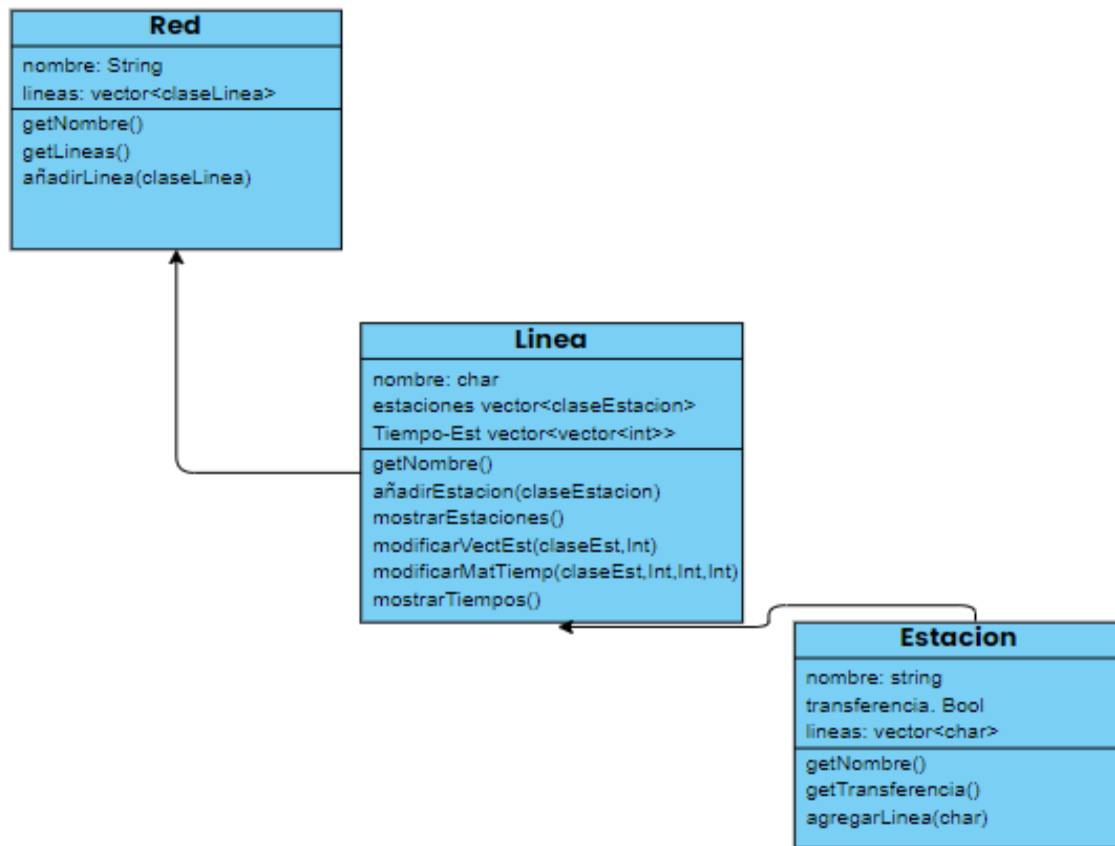 Red
nombre: String
lineas: vector<claseLinea>
getNombre()
getLineas()
añadirLinea(claseLinea)
Linea
nombre: char
estaciones vector<claseEstacion>
Tiempo-Est vector<vector<int>>
getNombre()
añadirEstacion(claseEstacion)
mostrarEstaciones()
modificarVectEst(claseEst,Int)
modificarMatTiemp(claseEst,Int,Int,Int)
mostrarTiempos()
Estacion
nombre: string
transferencia. Bool
lineas: vector<char>
getNombre()
getTransferencia()
agregarLinea(char)